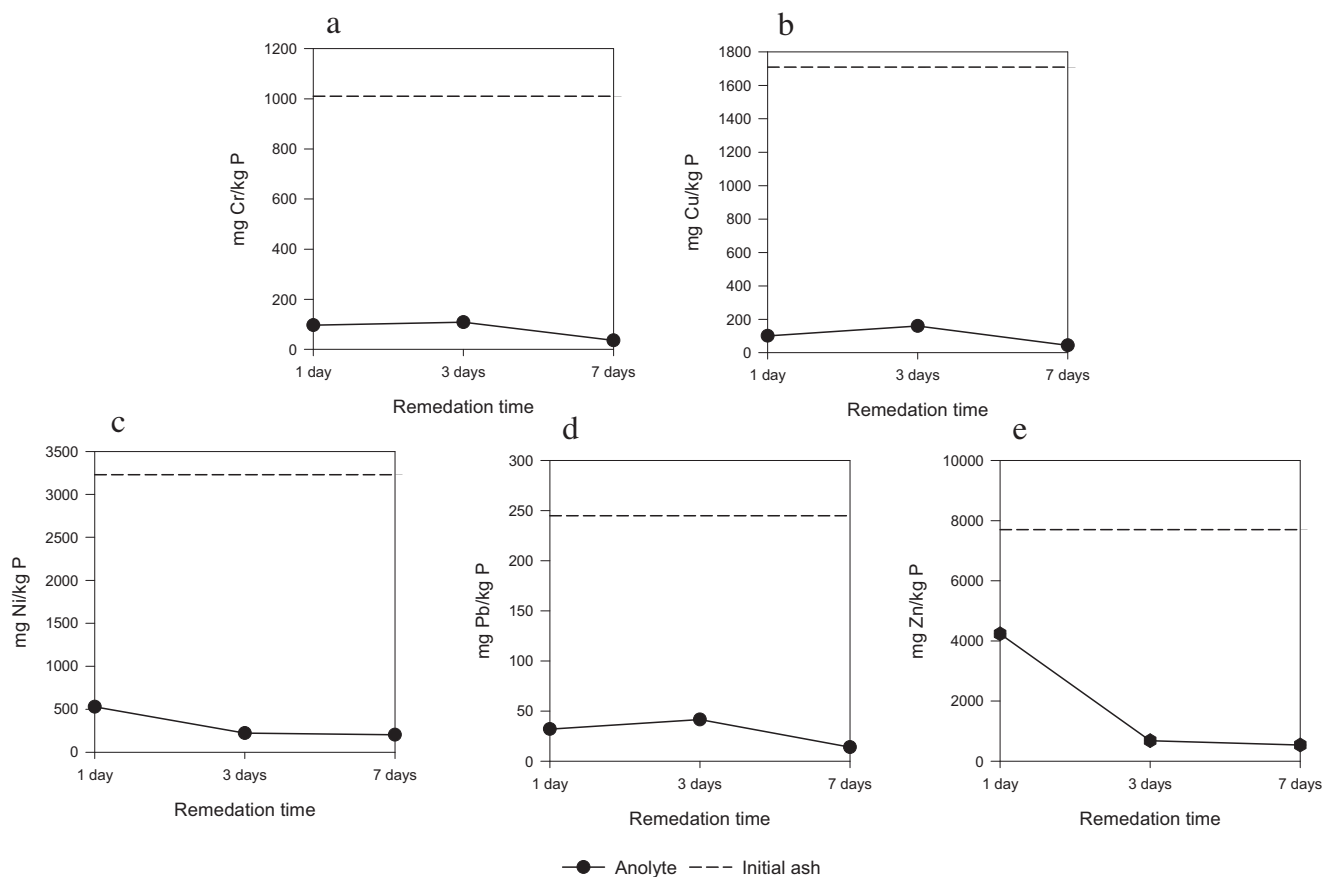 a
1200
1000
800
600
400
200
0
mg Cr/kg P
1 day 3 days 7 days
Remedation time
b
1800
1600
1400
1200
1000
800
600
400
200
0
mg Cu/kg P
1 day 3 days 7 days
Remedation time
c
3500
3000
2500
2000
1500
1000
500
0
mg Ni/kg P
1 day 3 days 7 days
Remedation time
d
300
250
200
150
100
50
0
mg Pb/kg P
1 day 3 days 7 days
Remedation time
e
10000
8000
6000
4000
2000
0
mg Zn/kg P
1 day 3 days 7 days
Remedation time
Anolyte Initial ash